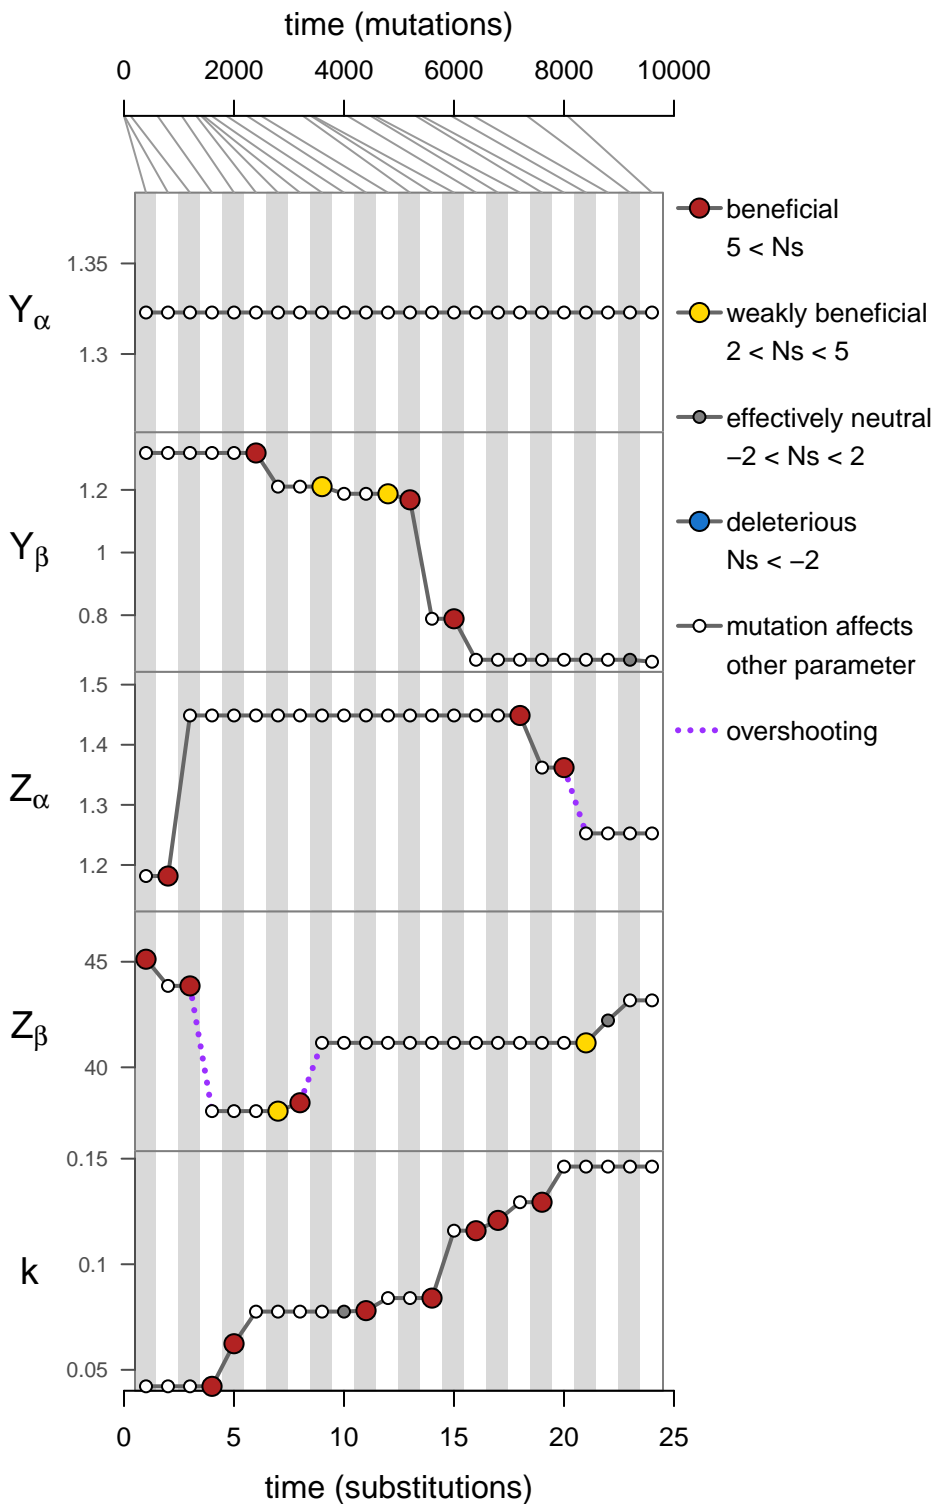 time (mutations)
0 2000 4000 6000 8000 10000
beneficial
5 < Ns
weakly beneficial
2 < Ns < 5
effectively neutral
−2 < Ns < 2
deleterious
Ns < −2
mutation affects
other parameter
overshooting
Yα
1.35
1.3
Yβ
1.2
1
0.8
Zα
1.5
1.4
1.3
1.2
Zβ
45
40
k
0.15
0.1
0.05
0 5 10 15 20 25
time (substitutions)